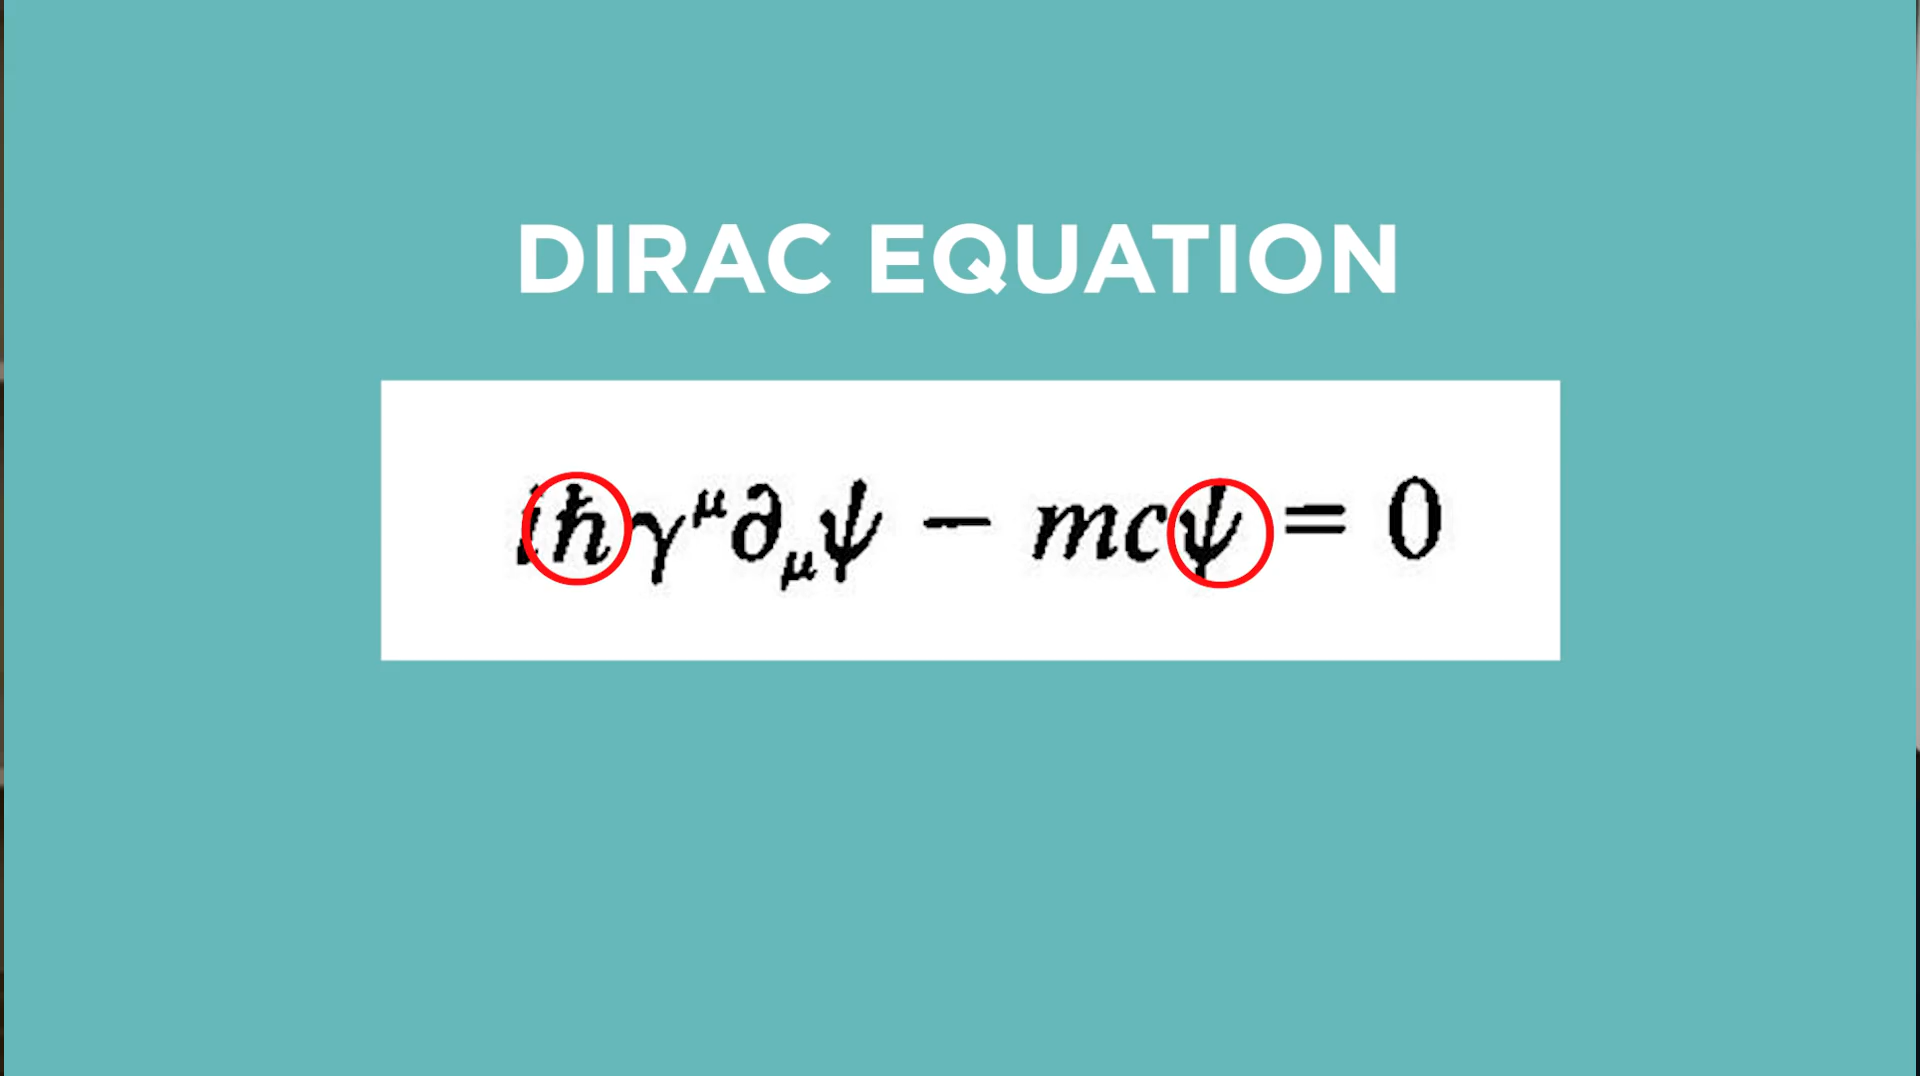 DIRAC EQUATION
iħγ^μ∂_μψ − mcψ = 0